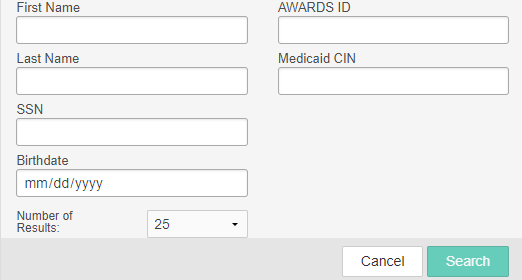 First Name
AWARDS ID
Last Name
Medicaid CIN
SSN
Birthdate
mm/dd/yyyy
Number of
Results:
25
Cancel
Search